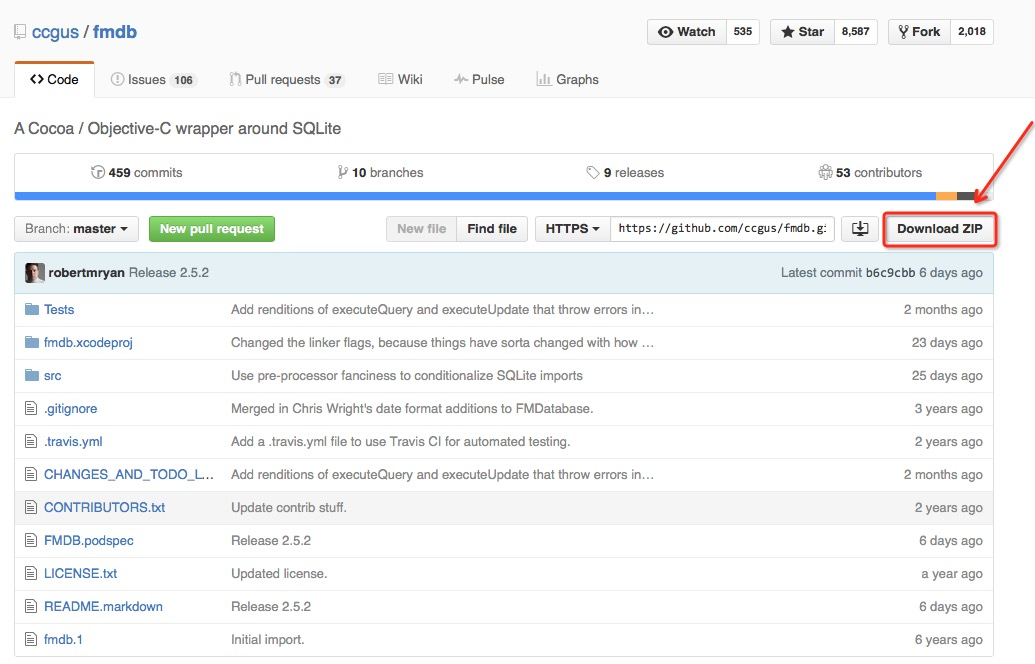 ccgus / fmdb Watch 535 Star 8,587 Fork 2,018
Code Issues 106 Pull requests 37 Wiki Pulse Graphs
A Cocoa / Objective-C wrapper around SQLite
459 commits 10 branches 9 releases 53 contributors
Branch: master New pull request New file Find file HTTPS https://github.com/ccgus/fmdb.gi Download ZIP
robertmryan Release 2.5.2 Latest commit b6c9cbb 6 days ago
Tests Add renditions of executeQuery and executeUpdate that throw errors in… 2 months ago
fmdb.xcodeproj Changed the linker flags, because things have sorta changed with how … 23 days ago
src Use pre-processor fanciness to conditionalize SQLite imports 25 days ago
.gitignore Merged in Chris Wright's date format additions to FMDatabase. 3 years ago
.travis.yml Add a .travis.yml file to use Travis CI for automated testing. 2 years ago
CHANGES_AND_TODO_L... Add renditions of executeQuery and executeUpdate that throw errors in… 2 months ago
CONTRIBUTORS.txt Update contrib stuff. 2 years ago
FMDB.podspec Release 2.5.2 6 days ago
LICENSE.txt Updated license. a year ago
README.markdown Release 2.5.2 6 days ago
fmdb.1 Initial import. 6 years ago